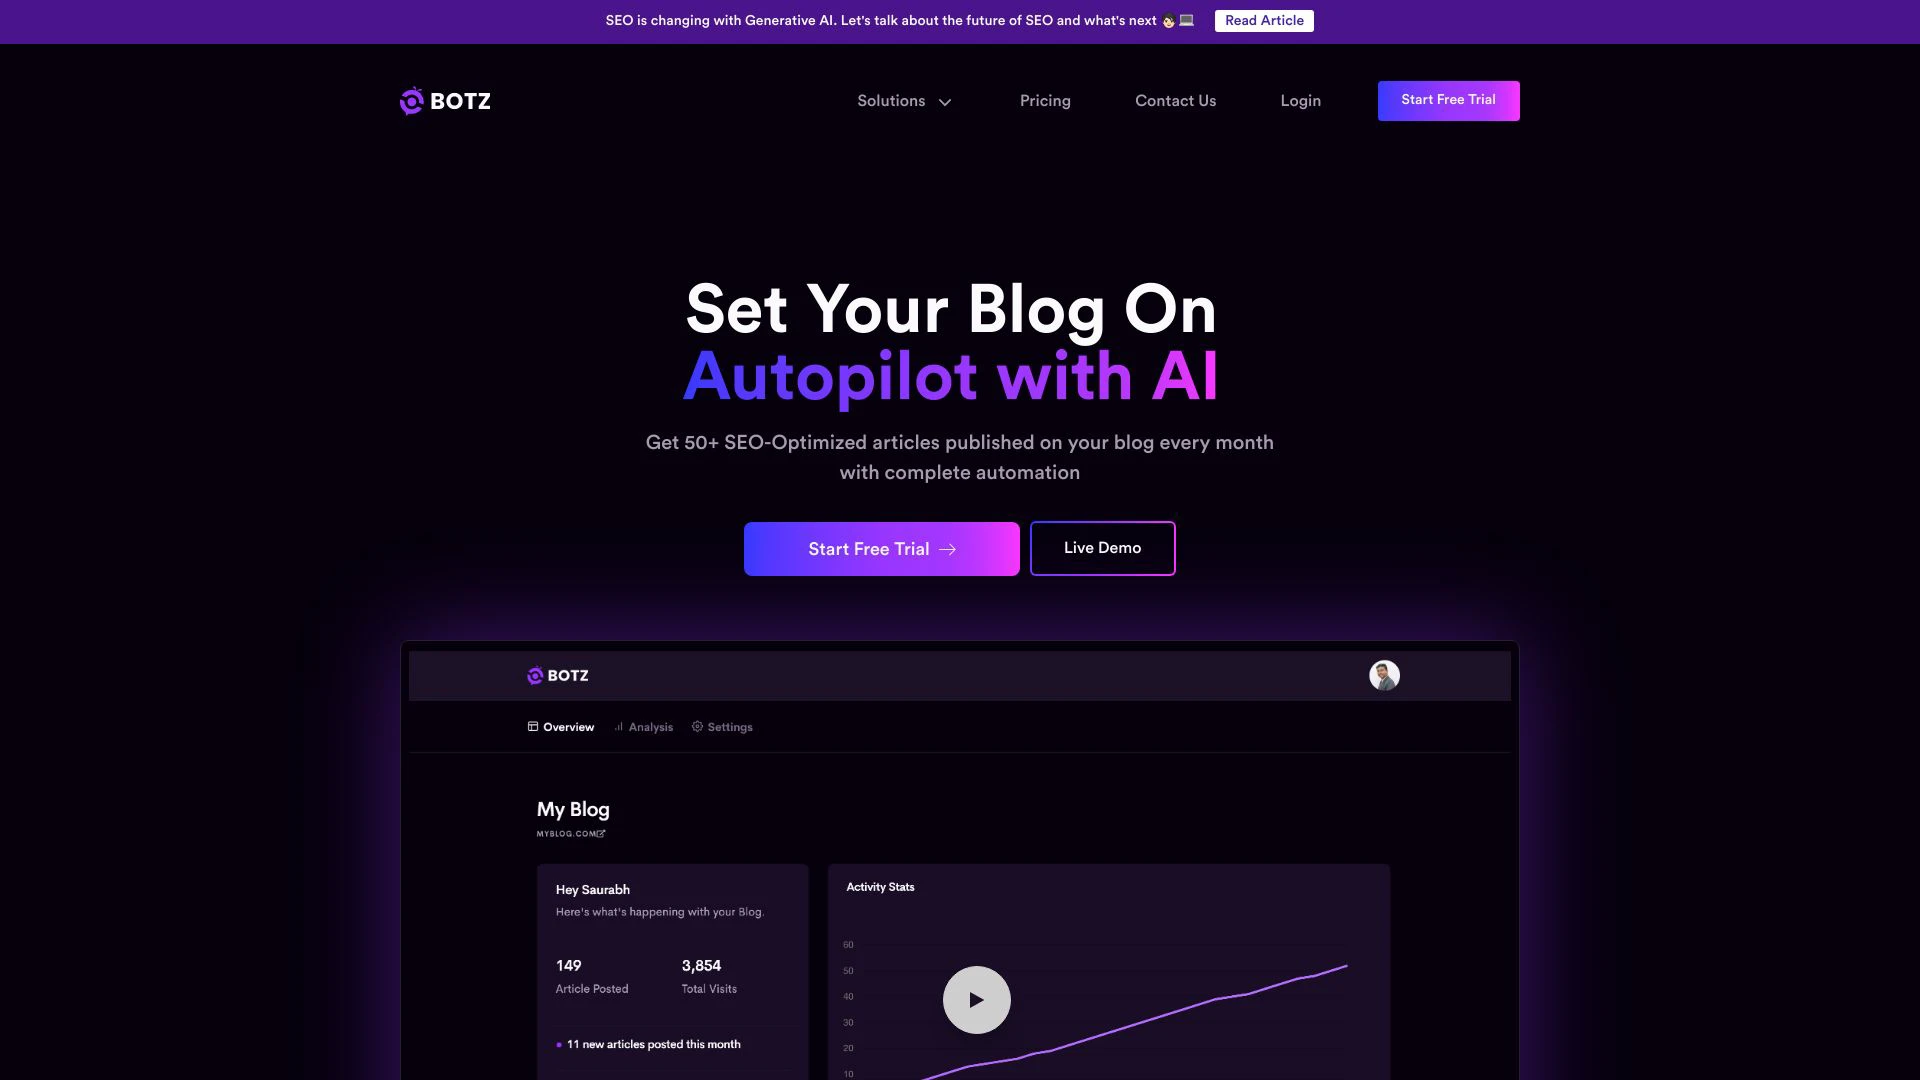 SEO is changing with Generative AI. Let's talk about the future of SEO and what's next 🧑🏻‍💻
Read Article
BOTZ
Solutions
Pricing
Contact Us
Login
Start Free Trial
Set Your Blog On
Autopilot with AI
Get 50+ SEO-Optimized articles published on your blog every month
with complete automation
Start Free Trial →
Live Demo
BOTZ
Overview
Analysis
Settings
My Blog
MYBLOG.COM
Hey Saurabh
Here's what's happening with your Blog.
149
Article Posted
3,854
Total Visits
11 new articles posted this month
Activity Stats
60
50
40
30
20
10